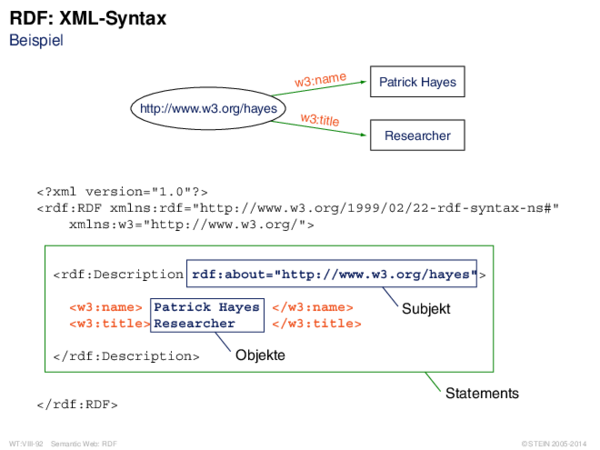 RDF: XML-Syntax
Beispiel
w3:name
Patrick Hayes
http://www.w3.org/hayes
w3:title
Researcher
<?xml version="1.0"?>
<rdf:RDF xmlns:rdf="http://www.w3.org/1999/02/22-rdf-syntax-ns#"
xmlns:w3="http://www.w3.org/">
<rdf:Description rdf:about="http://www.w3.org/hayes">
Subjekt
<w3:name> Patrick Hayes </w3:name>
<w3:title>Researcher </w3:title>
</rdf:Description>
Objekte
Statements
</rdf:RDF>
WT:VIII-92 Semantic Web: RDF
© STEIN 2005-2014